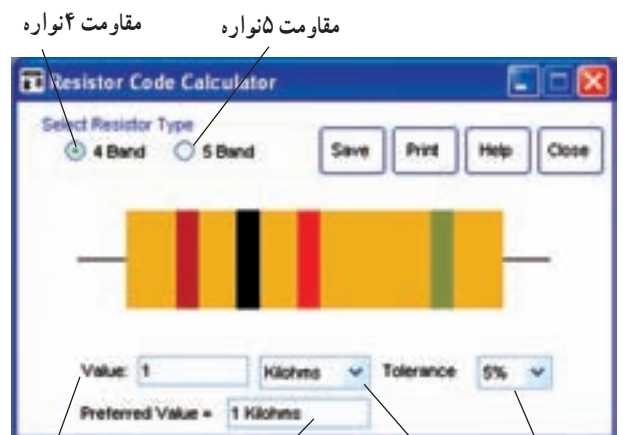 مقاومت ۵نواره مقاومت ۴نواره
Resistor Code Calculator
Select Resistor Type
4 Band 5 Band Save Print Help Close
Value: 1 Kilohms Tolerance 5%
Preferred Value = 1 Kilohms